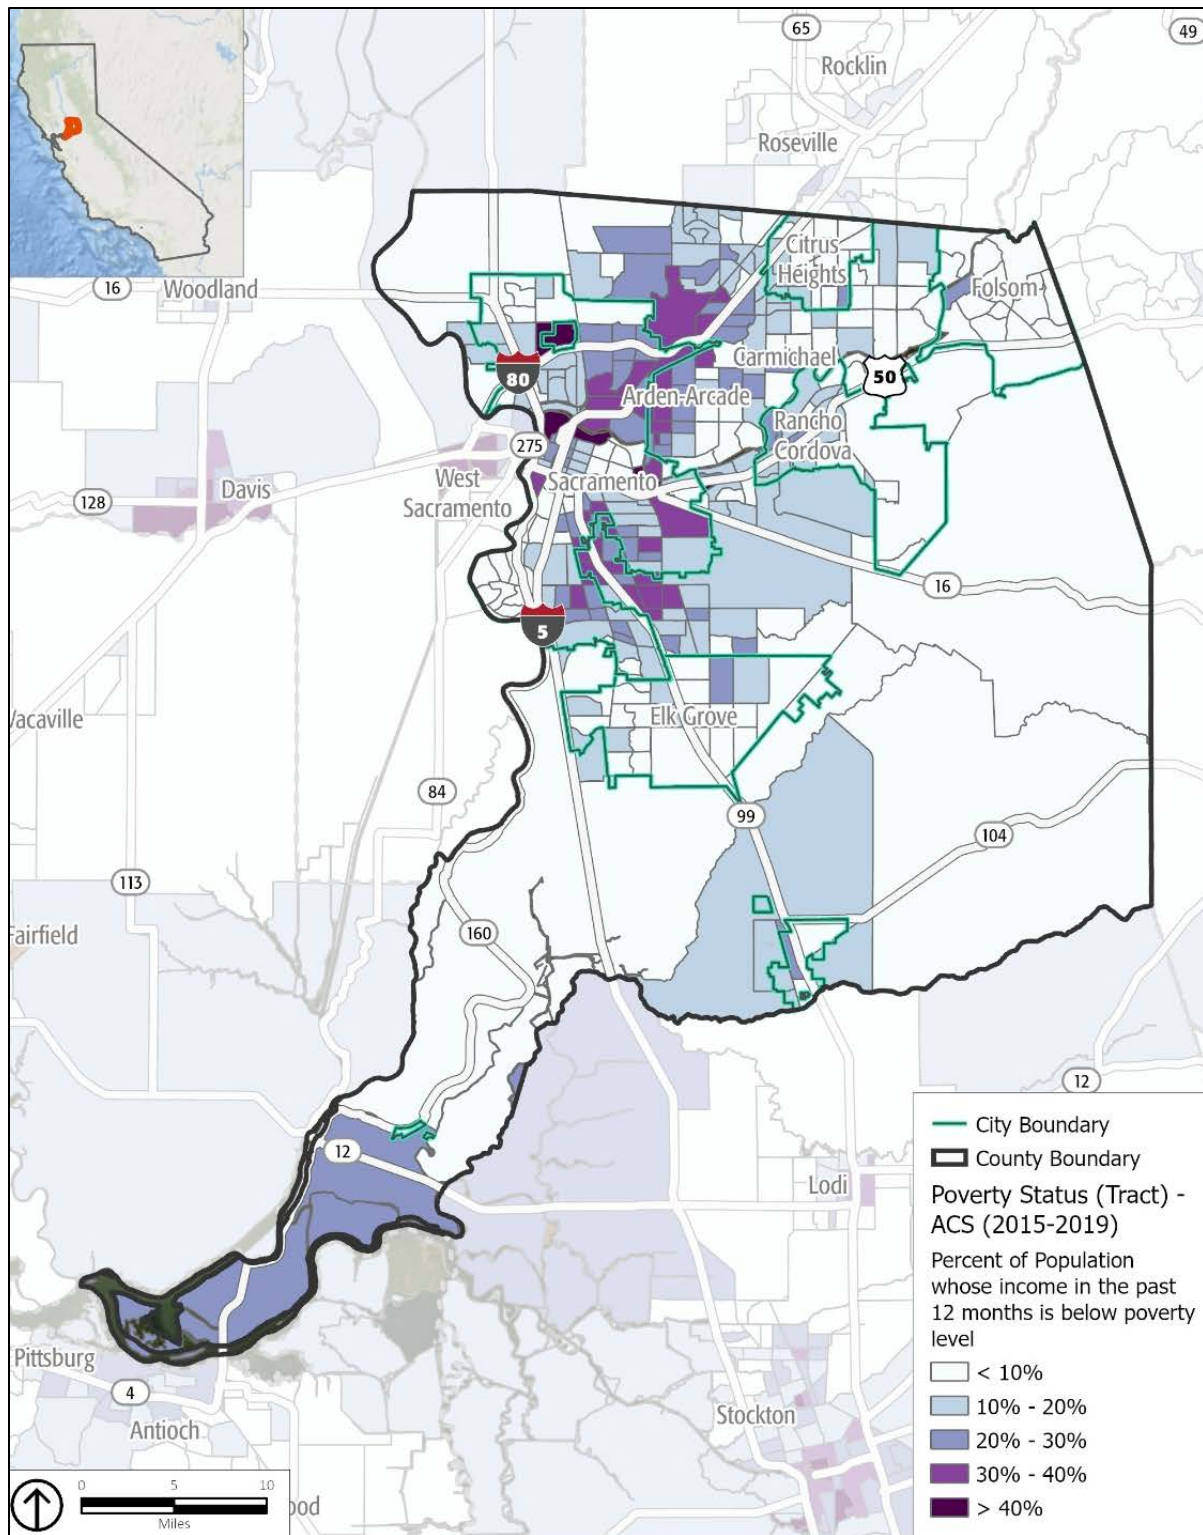 65
49
Rocklin
Roseville
Citrus
Heights
Folsom
16
Woodland
Carmichael
80
50
Arden-Arcade
Rancho
Cordova
275
West
Sacramento
Sacramento
128
Davis
16
5
Vacaville
Elk Grove
84
99
104
113
Fairfield
160
12
12
Lodi
Pittsburg
4
Antioch
Stockton
ood
City Boundary
County Boundary
Poverty Status (Tract) -
ACS (2015-2019)
Percent of Population
whose income in the past
12 months is below poverty
level
< 10%
10% - 20%
20% - 30%
30% - 40%
> 40%
0 5 10
Miles